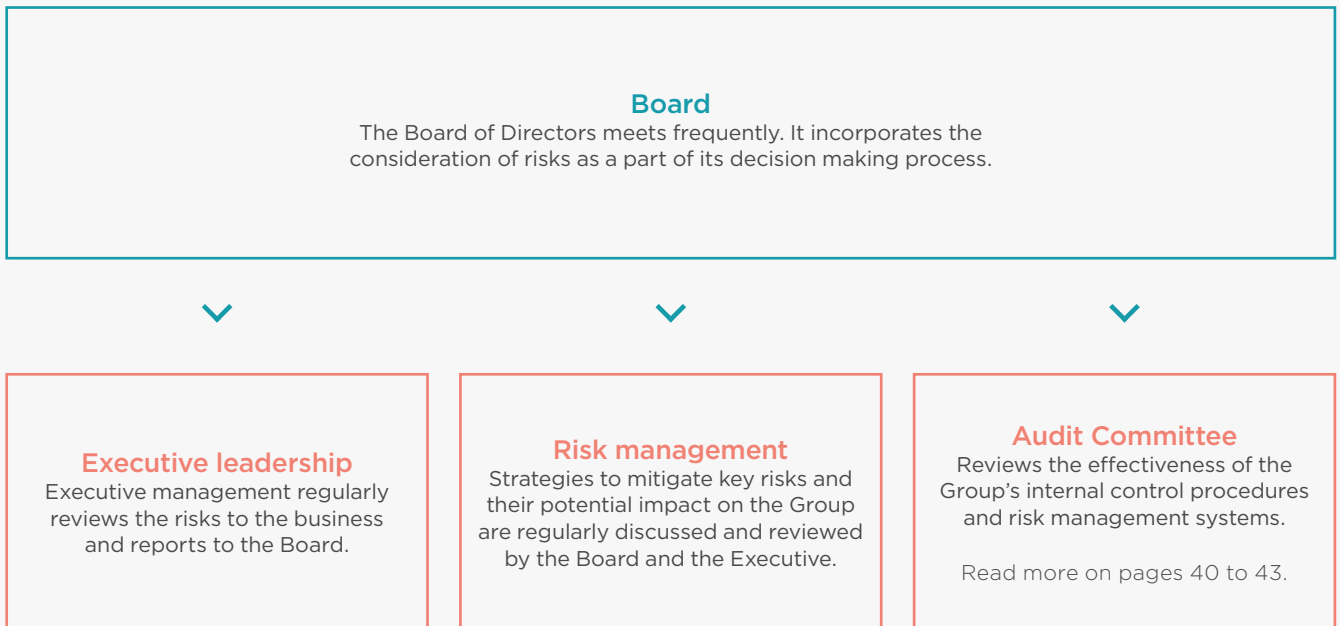 Board
The Board of Directors meets frequently. It incorporates the
consideration of risks as a part of its decision making process.
Executive leadership
Executive management regularly
reviews the risks to the business
and reports to the Board.
Risk management
Strategies to mitigate key risks and
their potential impact on the Group
are regularly discussed and reviewed
by the Board and the Executive.
Audit Committee
Reviews the effectiveness of the
Group’s internal control procedures
and risk management systems.
Read more on pages 40 to 43.